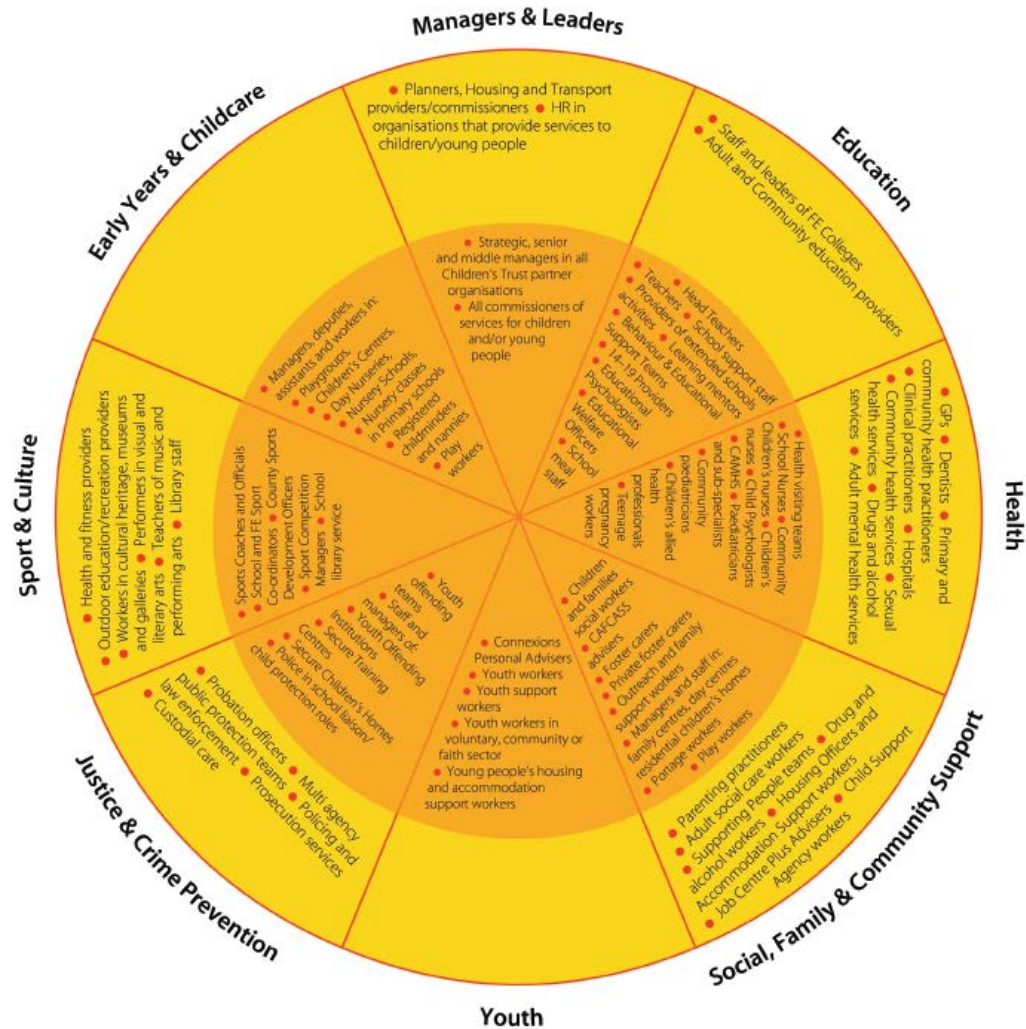 Managers & Leaders
● Planners, Housing and Transport
providers/commissioners ● HR in
organisations that provide services to
children/young people
● Strategic, senior
and middle managers in all
Children's Trust partner
organisations
● All commissioners of
services for children
and/or young
people
Education
● Staff and leaders of FE Colleges
● Adult and Community education providers
● Head Teachers
● Teachers ● School support staff
● Providers of extended schools
activities ● Learning mentors
● Behaviour & Educational
Support Teams
● 14–19 Providers
● Educational
Psychologists
● Educational
Welfare
Officers
● School
meal
staff
Health
● GPs ● Dentists ● Primary and
community health practitioners
● Clinical practitioners ● Hospitals
● Community health services ● Sexual
health services ● Drugs and alcohol
services ● Adult mental health services
● Health visiting teams
● School Nurses ● Community
Children's nurses ● Children's
nurses ● Child Psychologists
● CAMHS ● Paediatricians
and sub-specialists
● Community
paediatricians
● Children's allied
health
professionals
● Teenage
pregnancy
workers
Social, Family & Community Support
● Parenting practitioners
● Adult social care workers
● Supporting People teams ● Drug and
alcohol workers ● Housing Officers and
Accommodation Support workers
● Job Centre Plus Advisers ● Child Support
Agency workers
● Children
and families
social workers
● CAFCASS
advisers
● Foster carers
● Private foster carers
● Outreach and family
support workers
● Managers and staff in:
family centres, day centres
residential children's homes
● Portage workers
● Play workers
Youth
● Connexions
Personal Advisers
● Youth workers
● Youth support
workers
● Youth workers in
voluntary, community or
faith sector
● Young people's housing
and accommodation
support workers
Justice & Crime Prevention
● Probation officers ● Multi agency
public protection teams ● Policing and
law enforcement ● Prosecution services
● Custodial care
● Youth
offending
teams
● Staff and
managers of:
● Youth Offending
Institutions
● Secure Training
Centres
● Secure Children's Homes
● Police in school liaison/
child protection roles
Sport & Culture
● Health and fitness providers
● Outdoor education/recreation providers
● Workers in cultural heritage, museums
and galleries ● Performers in visual and
literary arts ● Teachers of music and
performing arts ● Library staff
Sports Coaches and Officials
● School and FE Sport
Co-ordinators ● County Sports
Development Officers
● Sport Competition
Managers ● School
library service
Early Years & Childcare
● Managers, deputies,
assistants and workers in:
● Playgroups,
● Children's Centres,
● Day Nurseries,
● Nursery Schools,
● Nursery classes
in Primary schools
● Registered
childminders
and nannies
● Play
workers